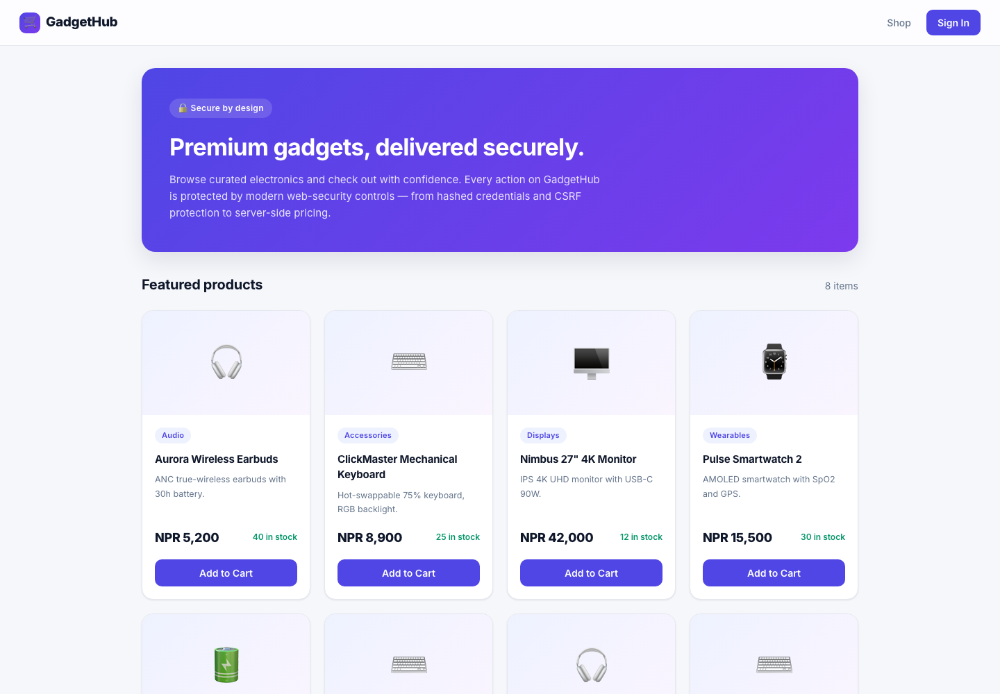 GadgetHub
Shop
Sign In
Secure by design
Premium gadgets, delivered securely.
Browse curated electronics and check out with confidence. Every action on GadgetHub
is protected by modern web-security controls — from hashed credentials and CSRF
protection to server-side pricing.
Featured products
8 items
Audio
Aurora Wireless Earbuds
ANC true-wireless earbuds with
30h battery.
NPR 5,200
40 in stock
Add to Cart
Accessories
ClickMaster Mechanical
Keyboard
Hot-swappable 75% keyboard,
RGB backlight.
NPR 8,900
25 in stock
Add to Cart
Displays
Nimbus 27" 4K Monitor
IPS 4K UHD monitor with USB-C
90W.
NPR 42,000
12 in stock
Add to Cart
Wearables
Pulse Smartwatch 2
AMOLED smartwatch with SpO2
and GPS.
NPR 15,500
30 in stock
Add to Cart